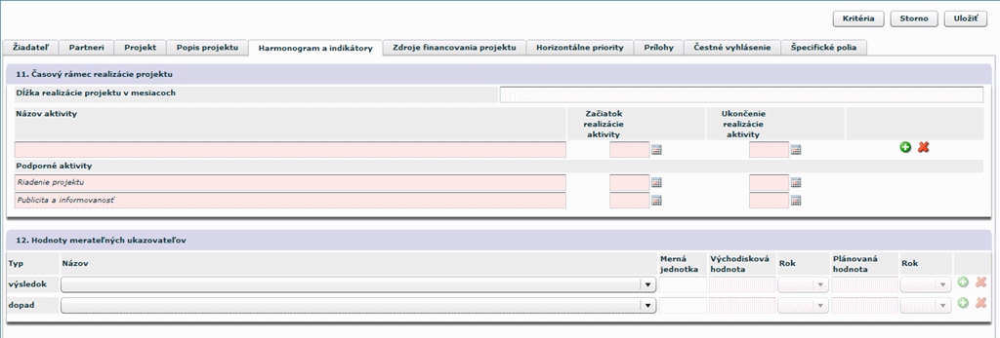 Kritéria Storno Uložiť
Žiadateľ Partneri Projekt Popis projektu Harmonogram a indikátory Zdroje financovania projektu Horizontálne priority Prílohy Čestné vyhlásenie Špecifické polia
11. Časový rámec realizácie projektu
Dĺžka realizácie projektu v mesiacoch
Názov aktivity
Začiatok
realizácie
aktivity
Ukončenie
realizácie
aktivity
Podporné aktivity
Riadenie projektu
Publicita a informovanosť
12. Hodnoty merateľných ukazovateľov
Typ
Názov
Merná
jednotka
Východisková
hodnota
Rok
Plánovaná
hodnota
Rok
výsledok
dopad